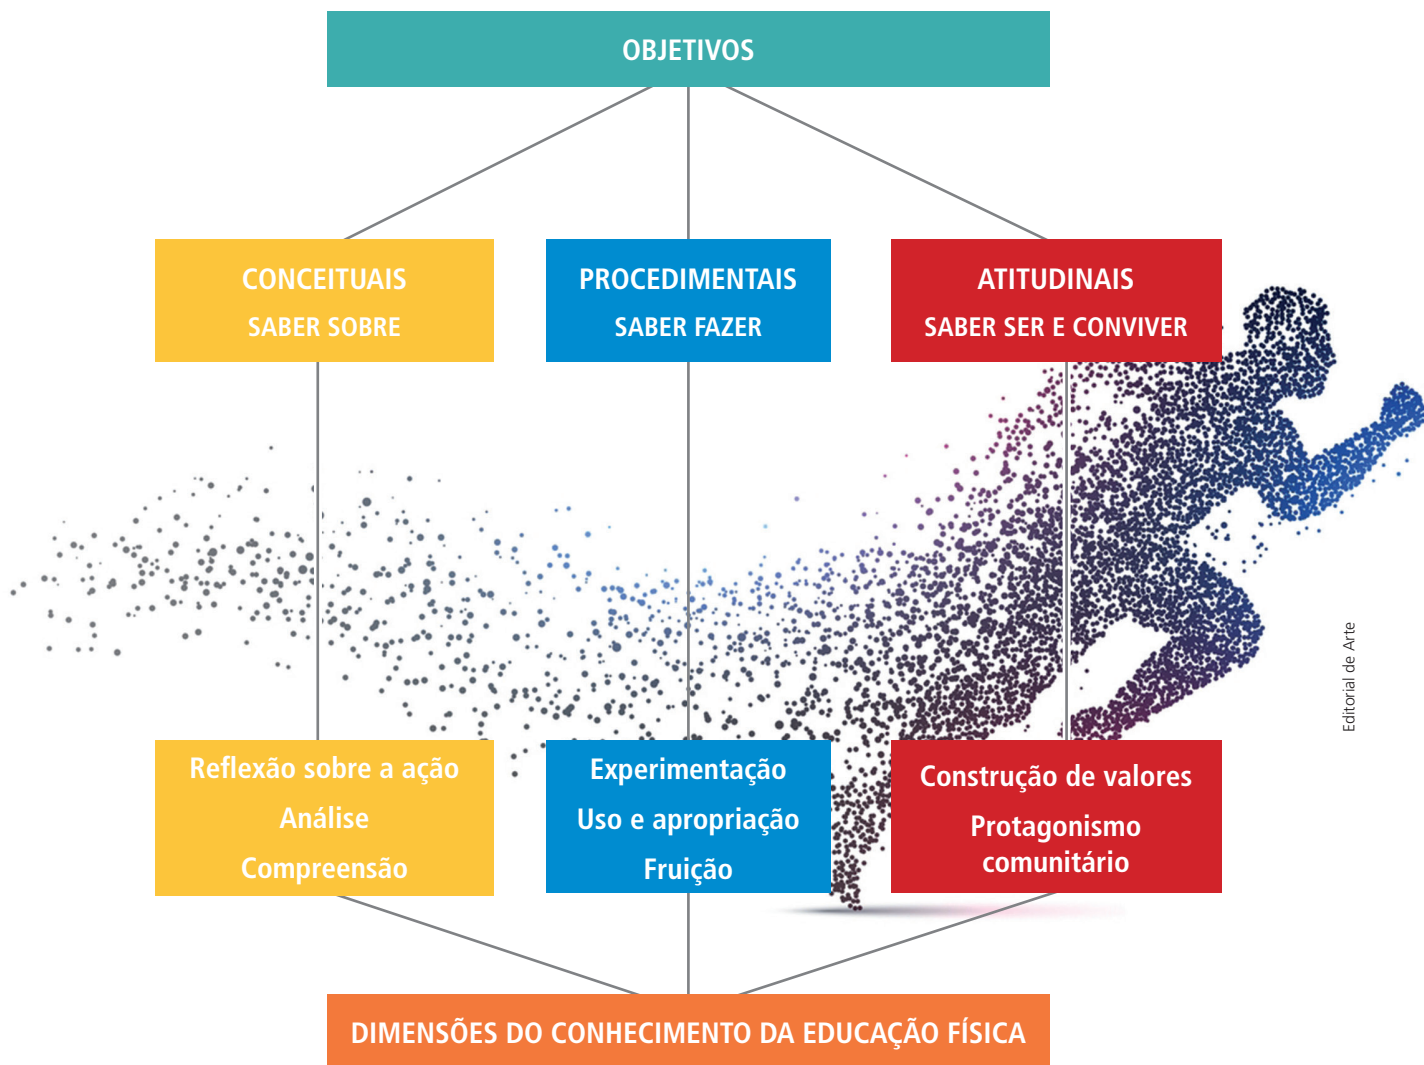 OBJETIVOS
CONCEITUAIS
SABER SOBRE
PROCEDIMENTAIS
SABER FAZER
ATITUDINAIS
SABER SER E CONVIVER
Reflexão sobre a ação
Análise
Compreensão
Experimentação
Uso e apropriação
Fruição
Construção de valores
Protagonismo
comunitário
DIMENSÕES DO CONHECIMENTO DA EDUCAÇÃO FÍSICA
Editorial de Arte